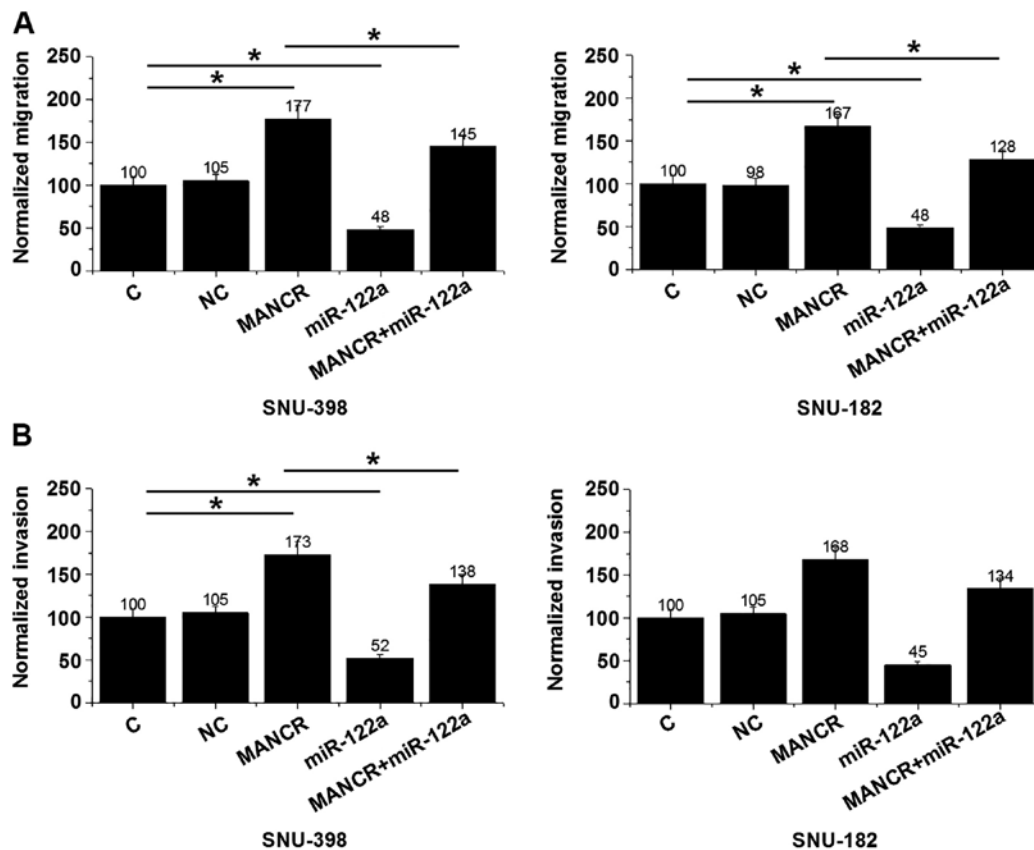 A
Normalized migration
250
200
150
100
50
0
*
*
*
100
105
177
48
145
C
NC
MANCR
miR-122a
MANCR+miR-122a
SNU-398
Normalized migration
250
200
150
100
50
0
*
*
*
100
98
167
48
128
C
NC
MANCR
miR-122a
MANCR+miR-122a
SNU-182
B
Normalized invasion
250
200
150
100
50
0
*
*
*
100
105
173
52
138
C
NC
MANCR
miR-122a
MANCR+miR-122a
SNU-398
Normalized invasion
250
200
150
100
50
0
100
105
168
45
134
C
NC
MANCR
miR-122a
MANCR+miR-122a
SNU-182